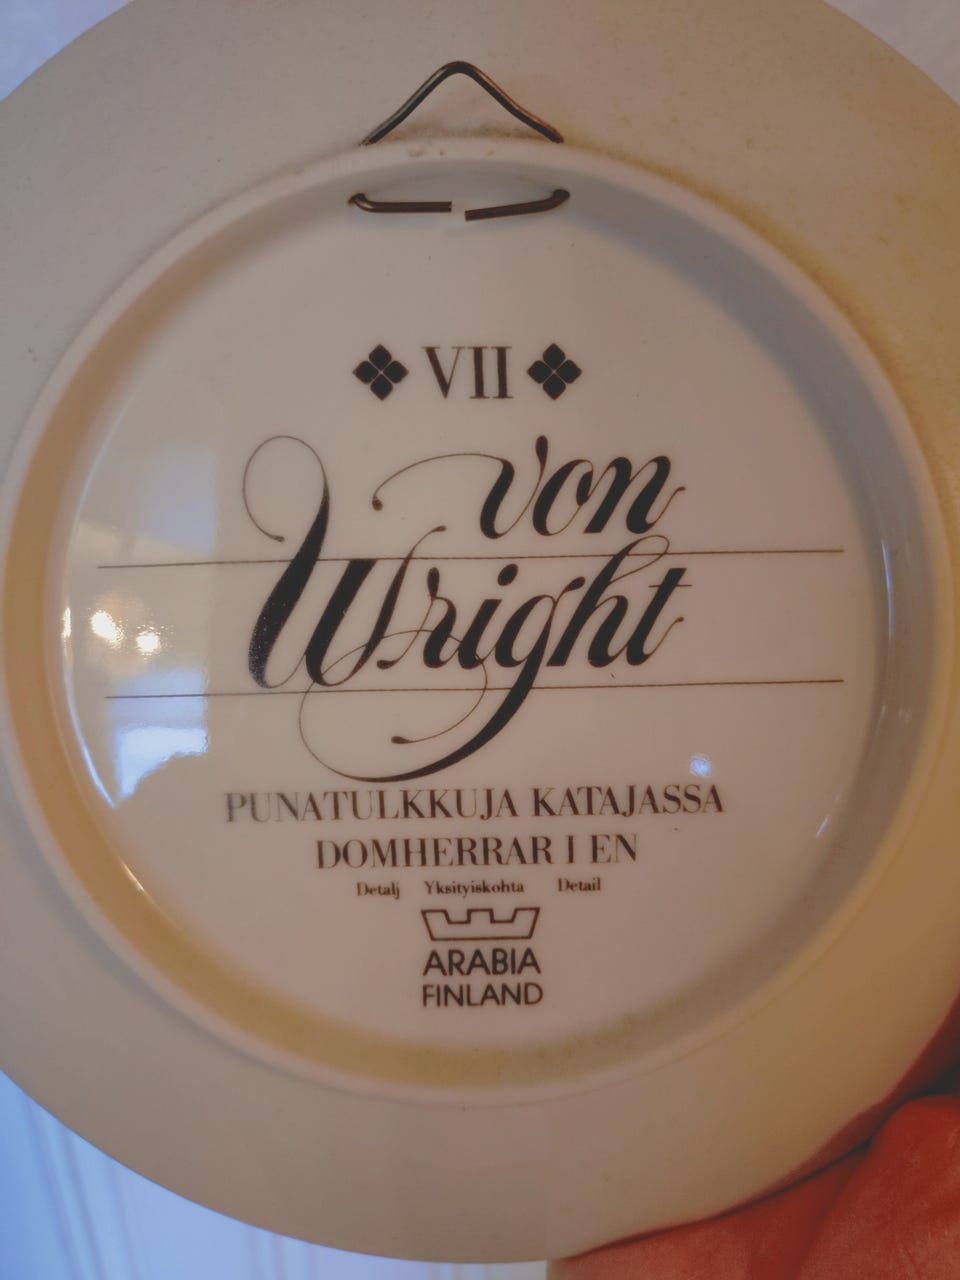 VII
von
Wright
PUNATULKKUJA KATAJASSA
DOMHERRAR I EN
Detalj Yksityiskohta Detail
ARABIA
FINLAND